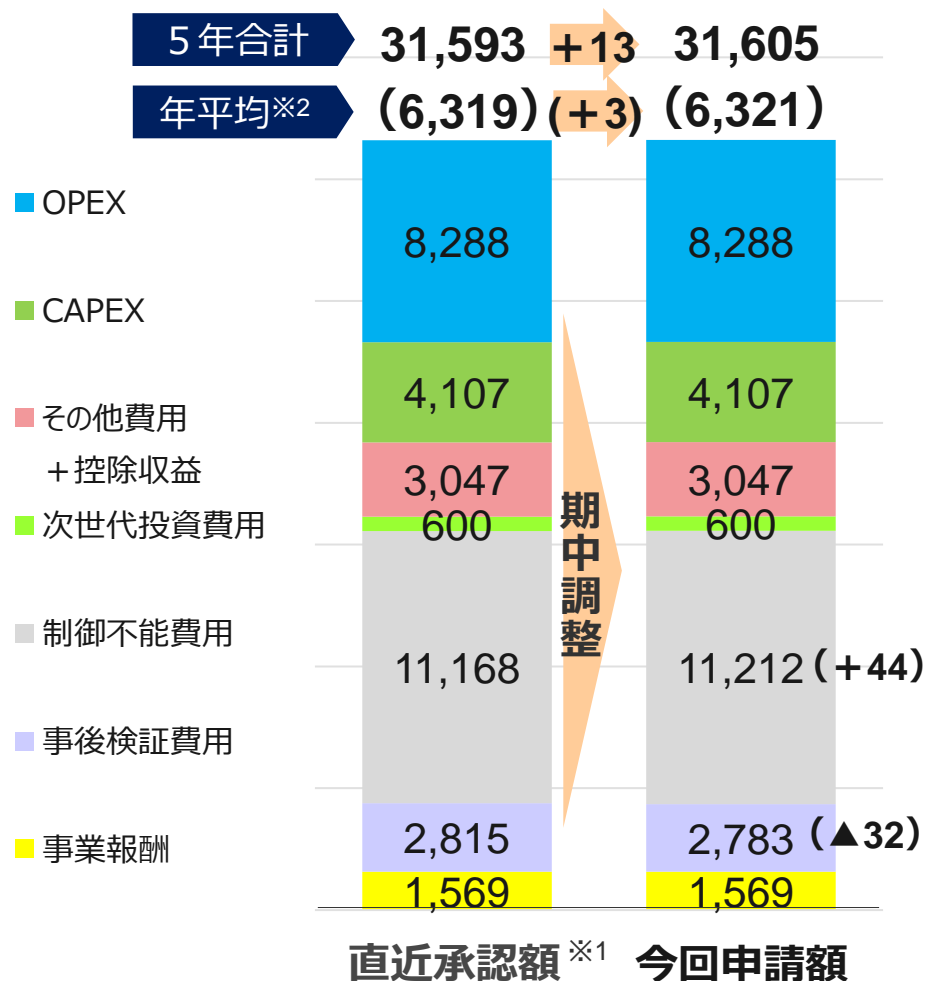 5年合計 31,593 +13 31,605
年平均※2 (6,319) (+3) (6,321)
OPEX 8,288 8,288
CAPEX 4,107 4,107
その他費用
+控除収益 3,047 3,047
次世代投資費用 600 600
期中調整
制御不能費用 11,168 11,212 (+44)
事後検証費用 2,815 2,783 (▲32)
事業報酬 1,569 1,569
直近承認額※1 今回申請額